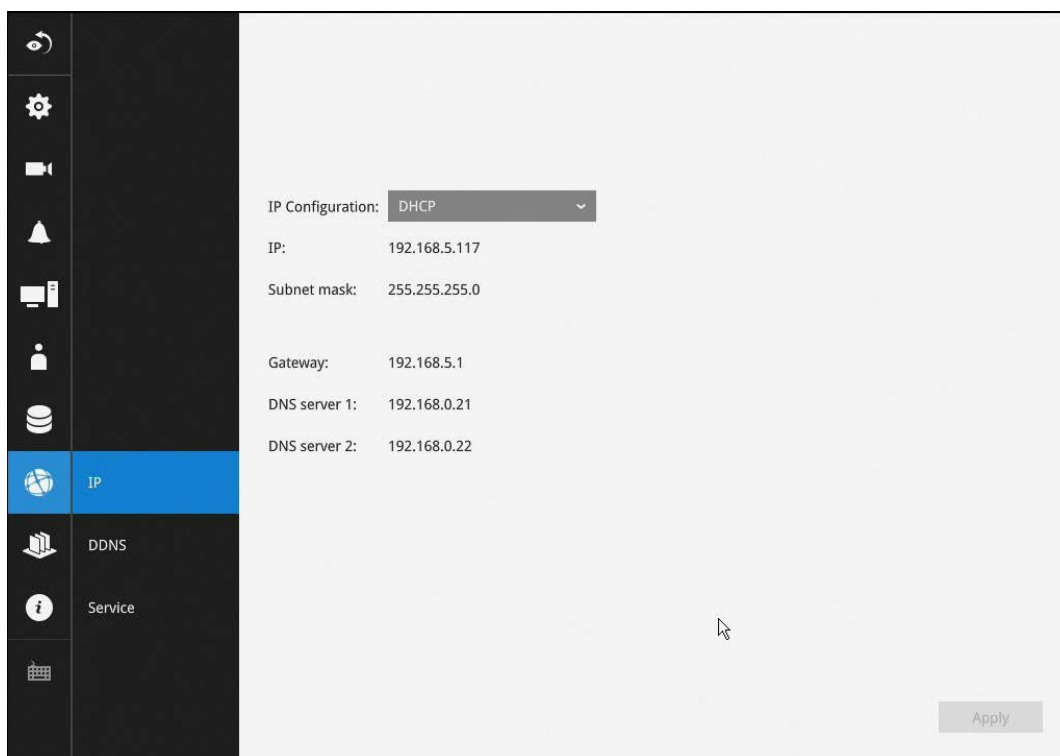 IP Configuration: DHCP
IP: 192.168.5.117
Subnet mask: 255.255.255.0
Gateway: 192.168.5.1
DNS server 1: 192.168.0.21
DNS server 2: 192.168.0.22
IP
DDNS
Service
Apply